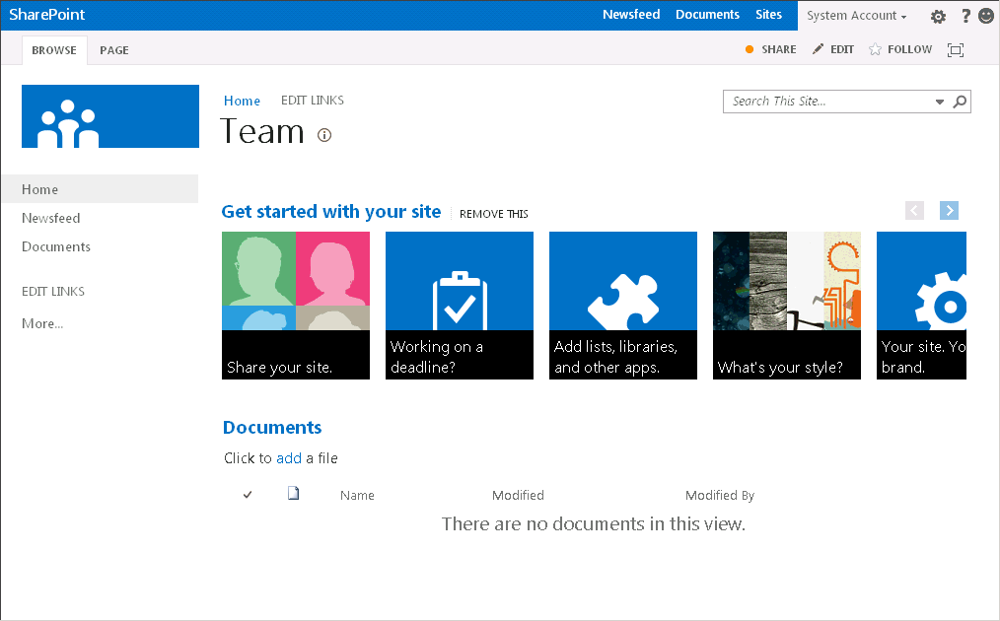 SharePoint
Newsfeed Documents Sites
System Account
?
BROWSE PAGE
SHARE EDIT FOLLOW
Home EDIT LINKS
Search This Site...
Team
Home
Newsfeed
Documents
EDIT LINKS
More...
Get started with your site REMOVE THIS
Share your site.
Working on a
deadline?
Add lists, libraries,
and other apps.
What's your style?
Your site. Yo
brand.
Documents
Click to add a file
Name Modified Modified By
There are no documents in this view.